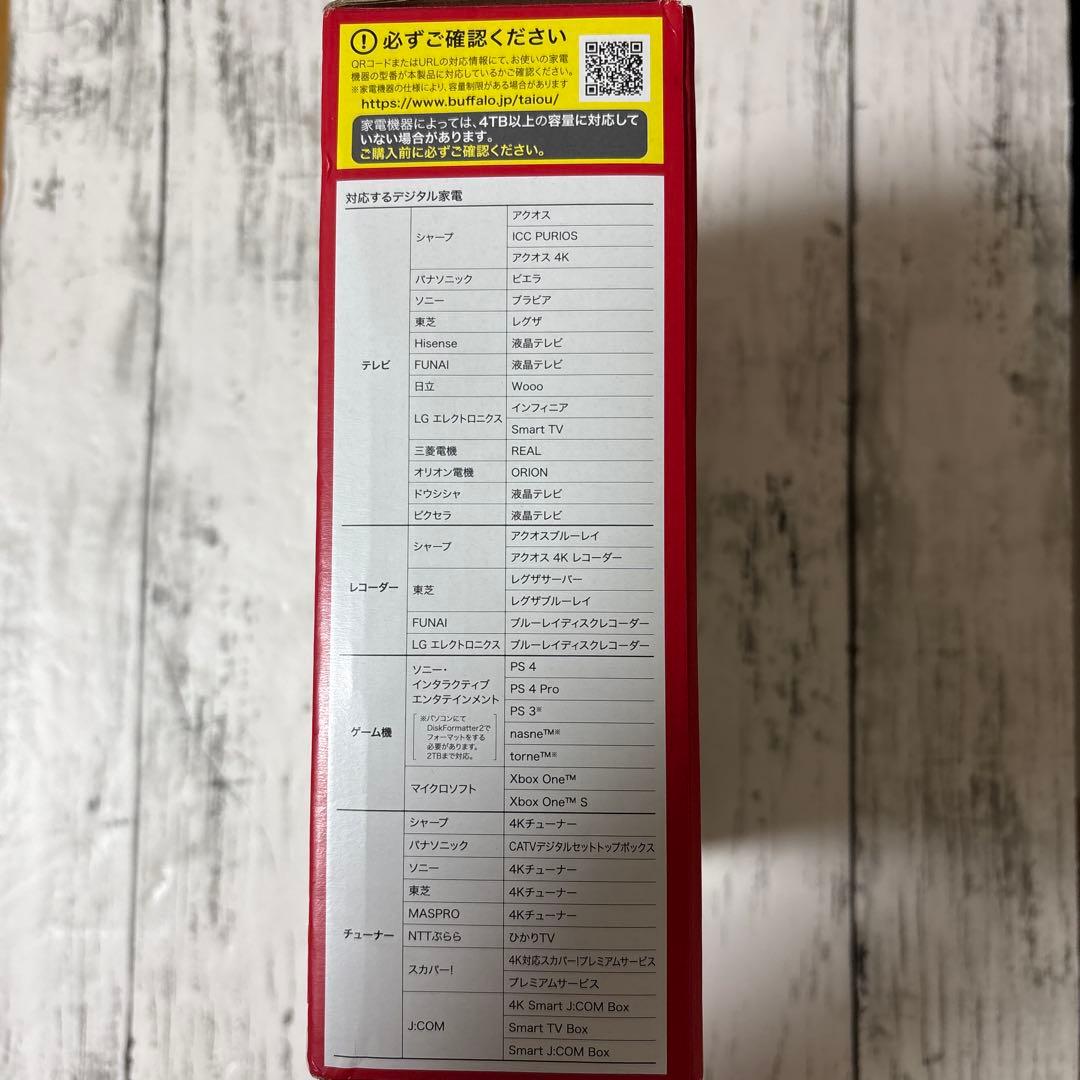 ! 必ずご確認ください
QRコードまたはURLの対応情報にて、お使いの家電
機器の型番が本製品に対応しているかご確認ください。
※家電機器の仕様により、容量制限がある場合があります
https://www.buffalo.jp/taiou/
家電機器によっては、4TB以上の容量に対応して
いない場合があります。
ご購入前に必ずご確認ください。
対応するデジタル家電
テレビ
シャープ
アクオス
ICC PURIOS
アクオス 4K
パナソニック
ビエラ
ソニー
ブラビア
東芝
レグザ
Hisense
液晶テレビ
FUNAI
液晶テレビ
日立
Wooo
LG エレクトロニクス
インフィニア
Smart TV
三菱電機
REAL
オリオン電機
ORION
ドウシシャ
液晶テレビ
ピクセラ
液晶テレビ
レコーダー
シャープ
アクオスブルーレイ
アクオス 4K レコーダー
東芝
レグザサーバー
レグザブルーレイ
FUNAI
ブルーレイディスクレコーダー
LG エレクトロニクス
ブルーレイディスクレコーダー
ゲーム機
ソニー・
インタラクティブ
エンタテインメント
※パソコンにて
DiskFormatter2で
フォーマットをする
必要があります。
2TBまで対応。
PS 4
PS 4 Pro
PS 3※
nasne™※
torne™※
マイクロソフト
Xbox One™
Xbox One™ S
チューナー
シャープ
4Kチューナー
パナソニック
CATVデジタルセットトップボックス
ソニー
4Kチューナー
東芝
4Kチューナー
MASPRO
4Kチューナー
NTTぷらら
ひかりTV
スカパー!
4K対応スカパー!プレミアムサービス
プレミアムサービス
J:COM
4K Smart J:COM Box
Smart TV Box
Smart J:COM Box